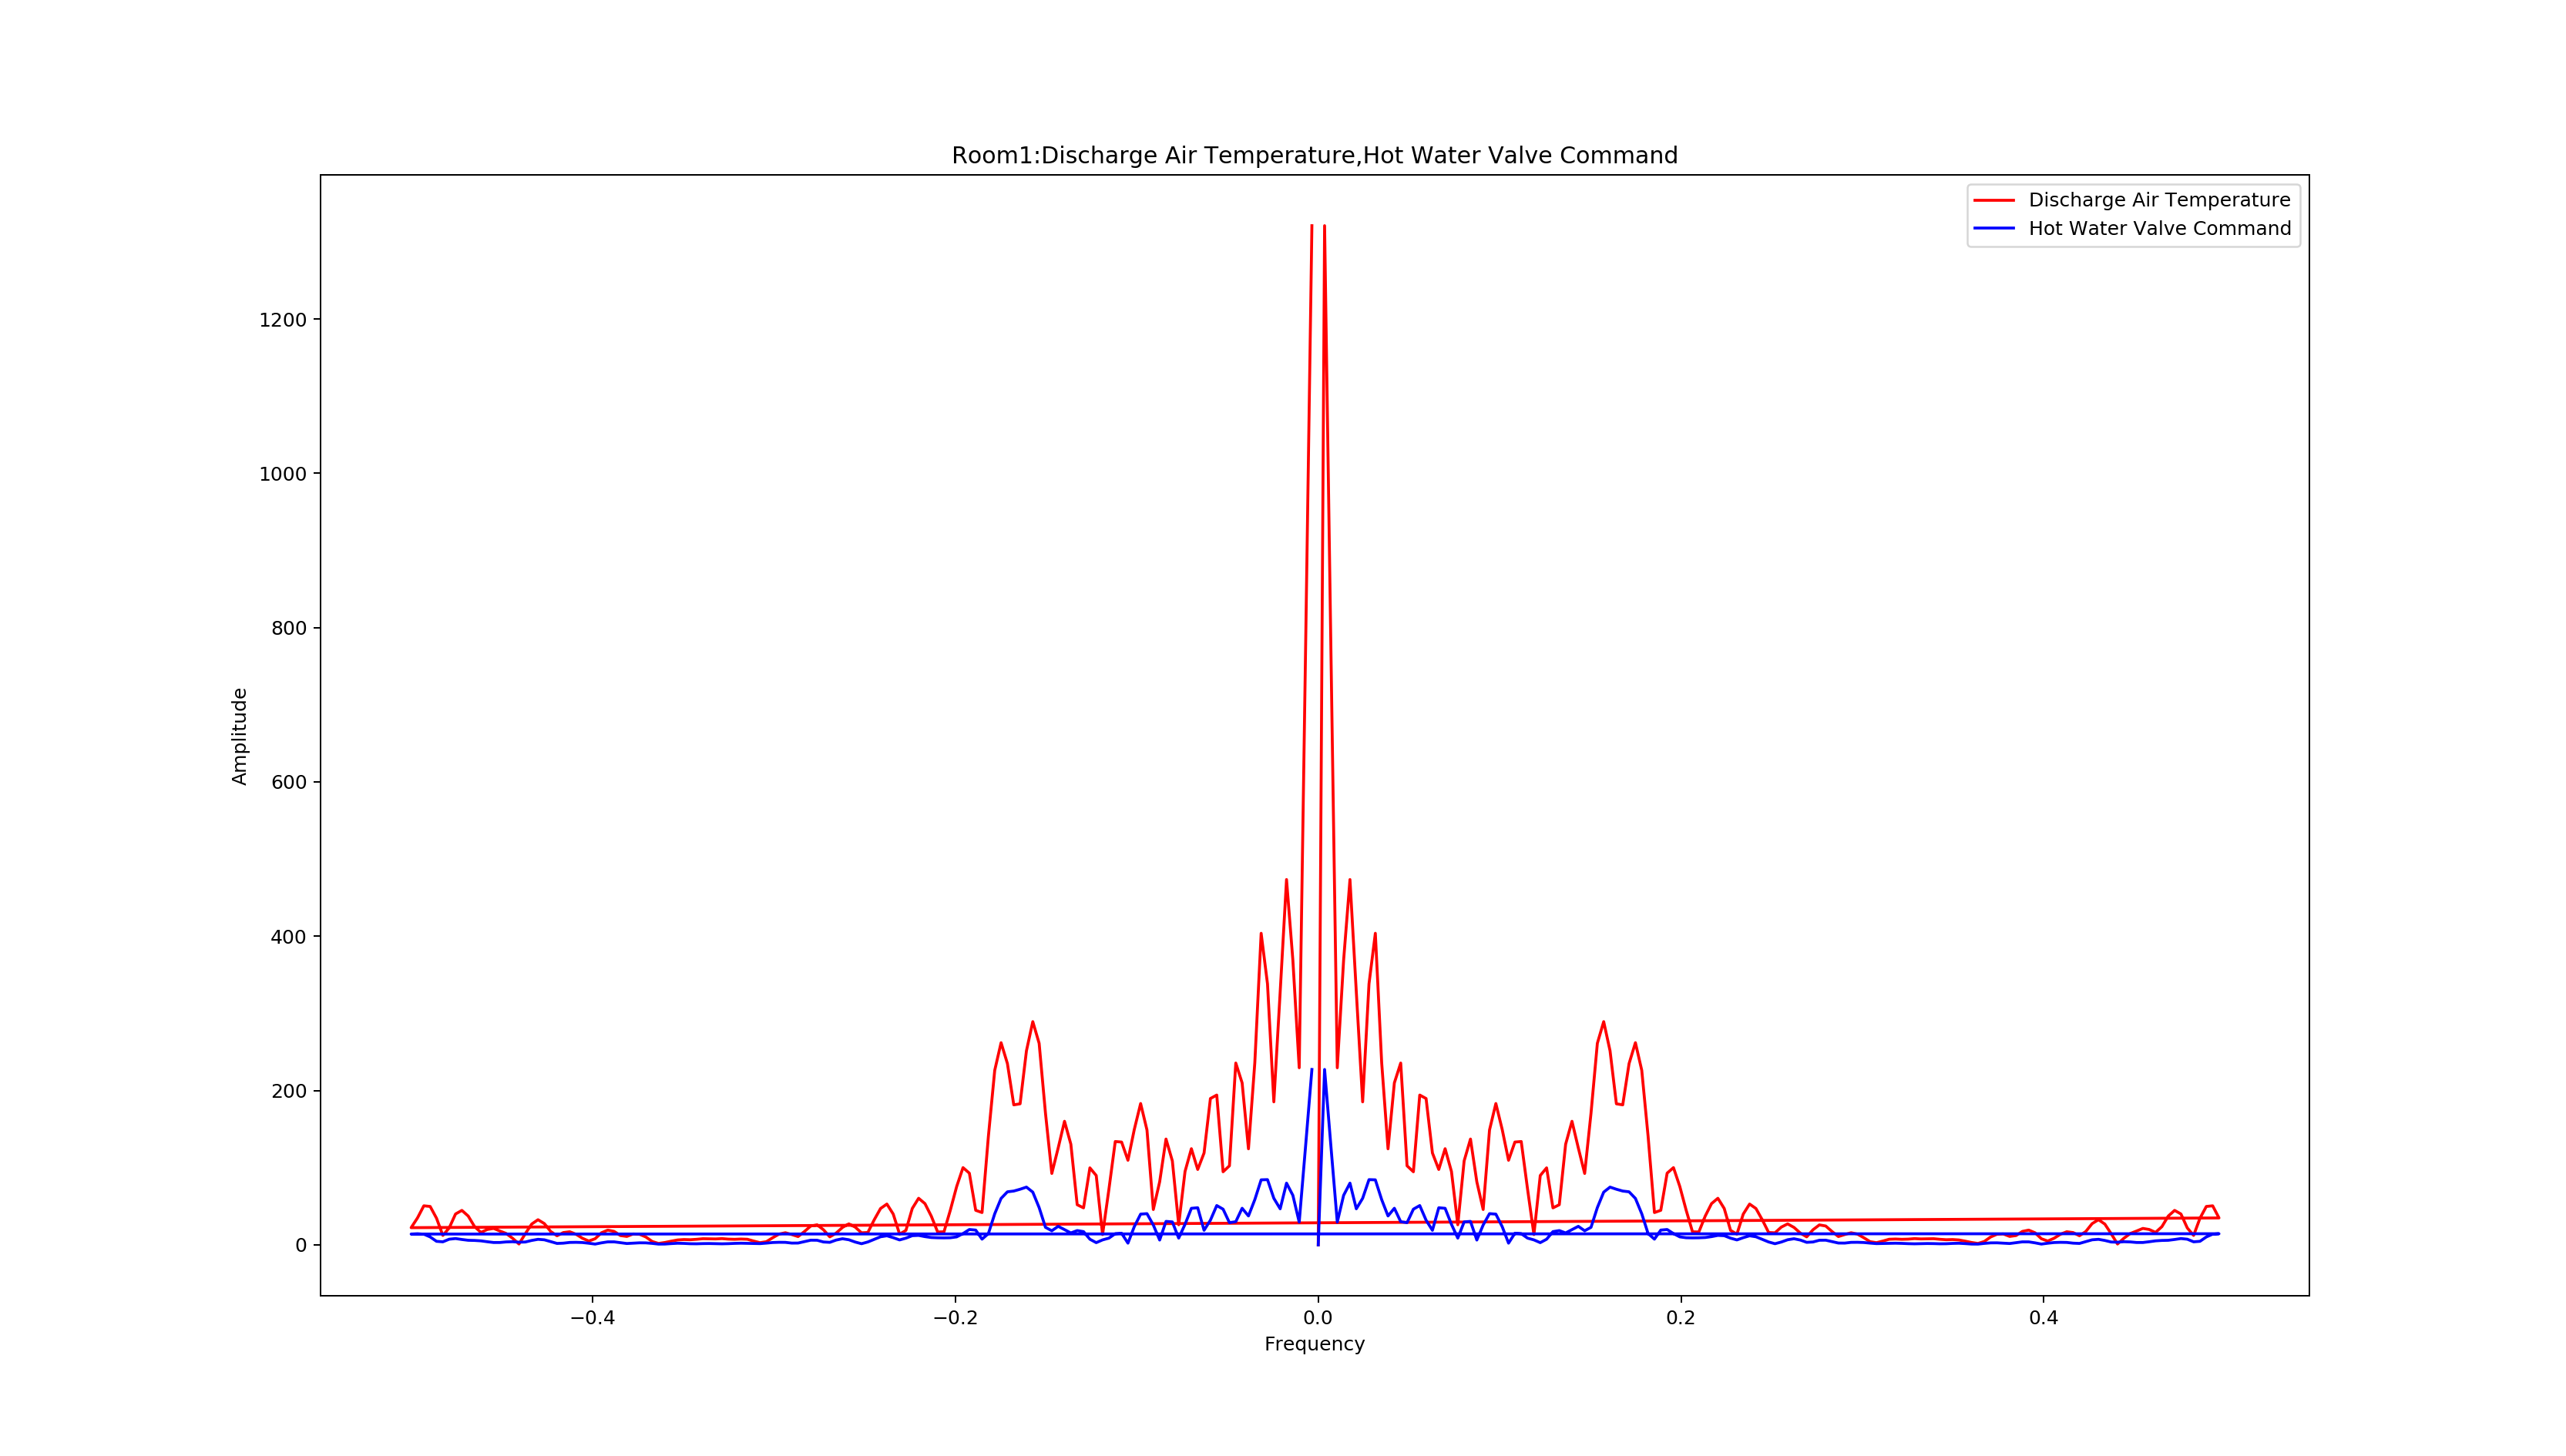 Room1:Discharge Air Temperature,Hot Water Valve Command
Discharge Air Temperature
Hot Water Valve Command
1200
1000
800
600
400
200
0
Amplitude
−0.4
−0.2
0.0
0.2
0.4
Frequency